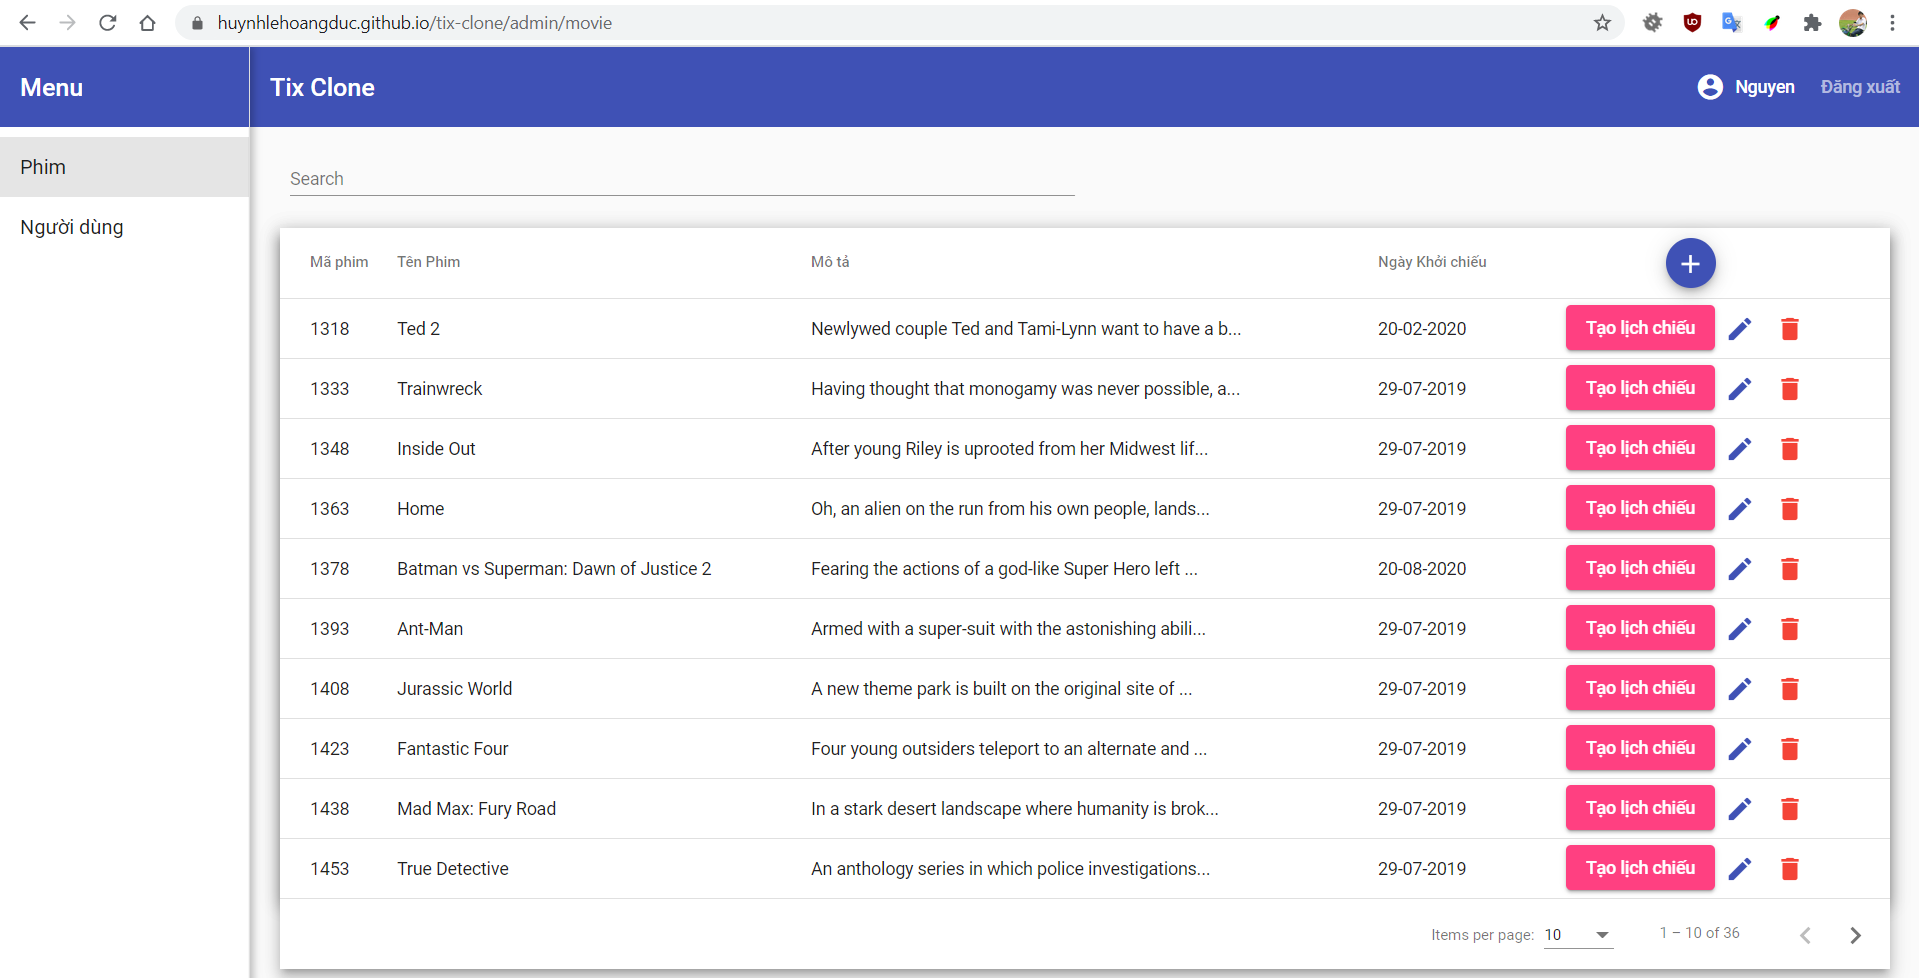 huynhlehoangduc.github.io/tix-clone/admin/movie
Menu
Tix Clone
Nguyen Đăng xuất
Phim
Người dùng
Search
Mã phim Tên Phim Mô tả Ngày Khởi chiếu
1318 Ted 2 Newlywed couple Ted and Tami-Lynn want to have a b... 20-02-2020 Tạo lịch chiếu
1333 Trainwreck Having thought that monogamy was never possible, a... 29-07-2019 Tạo lịch chiếu
1348 Inside Out After young Riley is uprooted from her Midwest lif... 29-07-2019 Tạo lịch chiếu
1363 Home Oh, an alien on the run from his own people, lands... 29-07-2019 Tạo lịch chiếu
1378 Batman vs Superman: Dawn of Justice 2 Fearing the actions of a god-like Super Hero left ... 20-08-2020 Tạo lịch chiếu
1393 Ant-Man Armed with a super-suit with the astonishing abili... 29-07-2019 Tạo lịch chiếu
1408 Jurassic World A new theme park is built on the original site of ... 29-07-2019 Tạo lịch chiếu
1423 Fantastic Four Four young outsiders teleport to an alternate and ... 29-07-2019 Tạo lịch chiếu
1438 Mad Max: Fury Road In a stark desert landscape where humanity is brok... 29-07-2019 Tạo lịch chiếu
1453 True Detective An anthology series in which police investigations... 29-07-2019 Tạo lịch chiếu
Items per page: 10 1 – 10 of 36